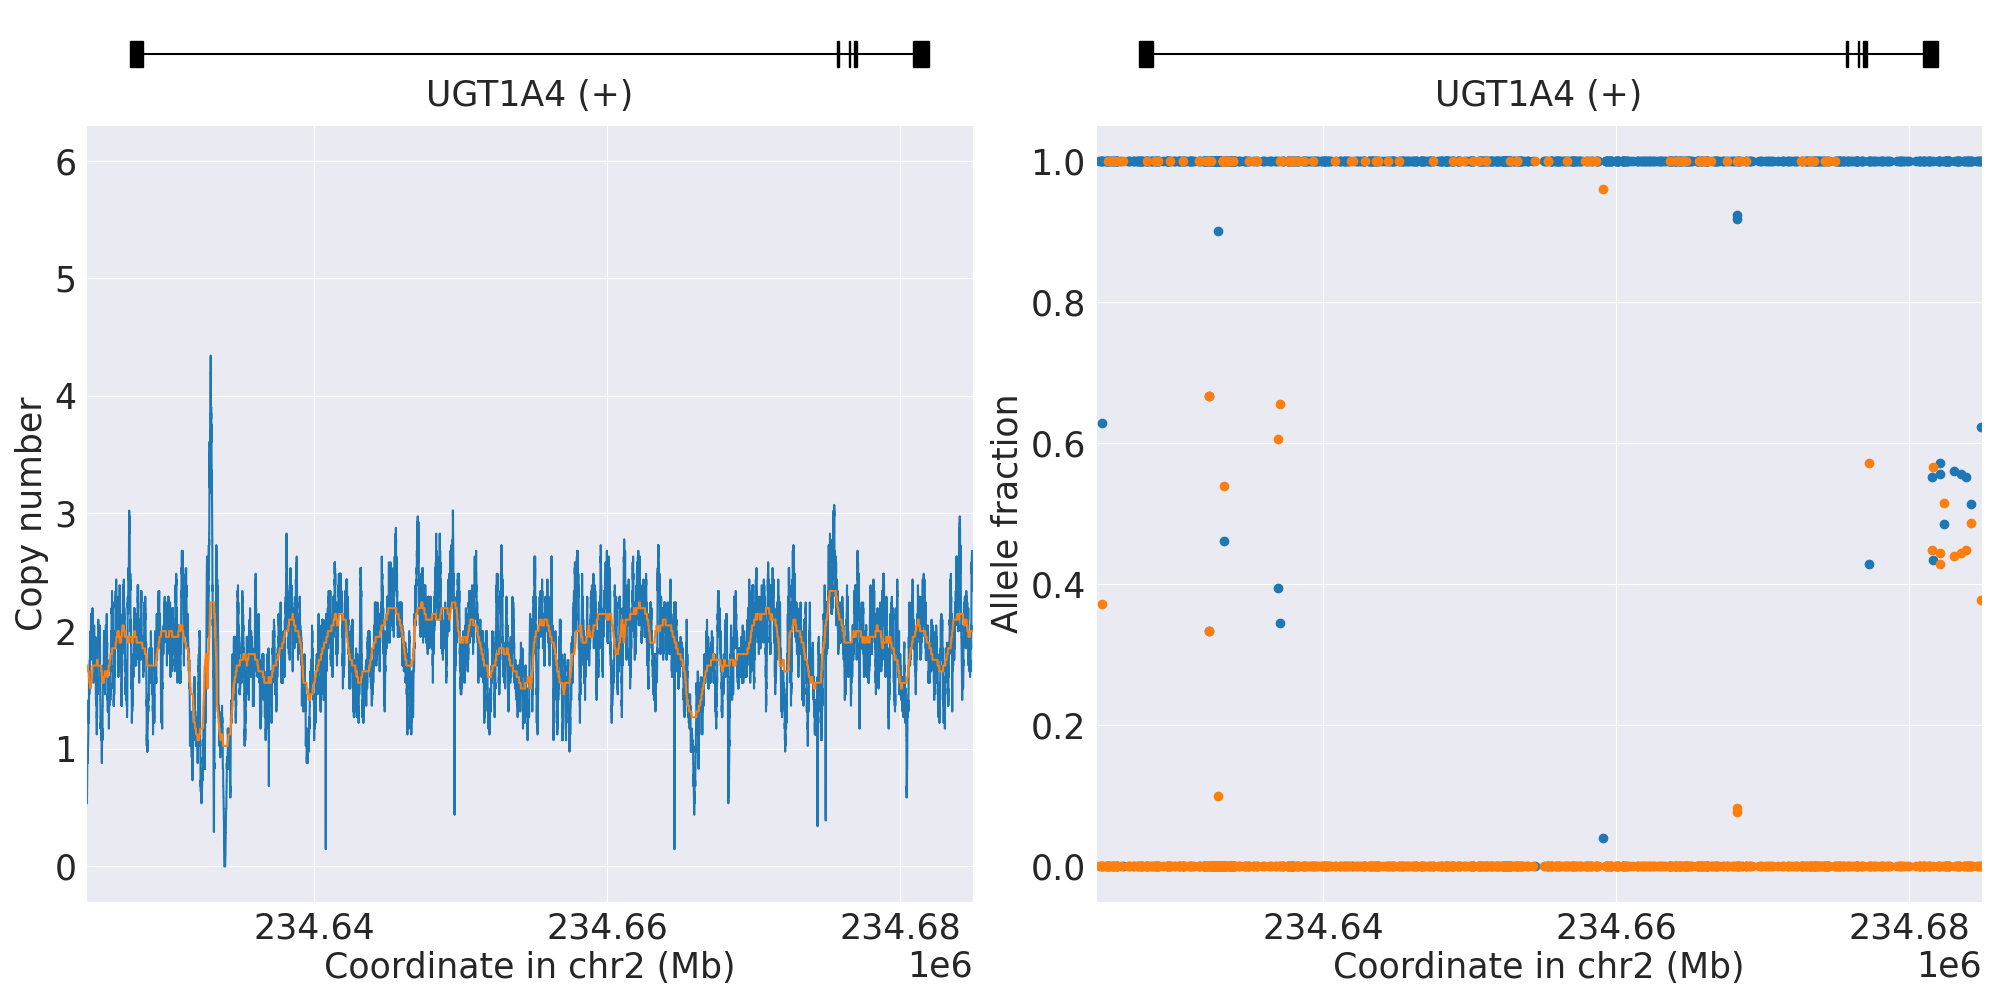 UGT1A4 (+)
6
5
4
3
2
1
0
Copy number
234.64
234.66
234.68
Coordinate in chr2 (Mb)
1e6
UGT1A4 (+)
1.0
0.8
0.6
0.4
0.2
0.0
Allele fraction
234.64
234.66
234.68
Coordinate in chr2 (Mb)
1e6